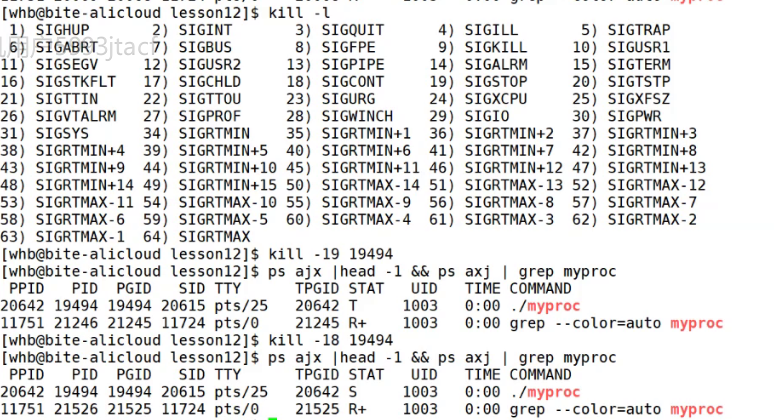 [whb@bite-alicloud lesson12]$ kill -l
 1) SIGHUP       2) SIGINT       3) SIGQUIT      4) SIGILL       5) SIGTRAP
 6) SIGABRT      7) SIGBUS       8) SIGFPE       9) SIGKILL     10) SIGUSR1
11) SIGSEGV     12) SIGUSR2     13) SIGPIPE     14) SIGALRM     15) SIGTERM
16) SIGSTKFLT   17) SIGCHLD     18) SIGCONT     19) SIGSTOP     20) SIGTSTP
21) SIGTTIN     22) SIGTTOU     23) SIGURG      24) SIGXCPU     25) SIGXFSZ
26) SIGVTALRM   27) SIGPROF     28) SIGWINCH    29) SIGIO       30) SIGPWR
31) SIGSYS      34) SIGRTMIN    35) SIGRTMIN+1  36) SIGRTMIN+2  37) SIGRTMIN+3
38) SIGRTMIN+4  39) SIGRTMIN+5  40) SIGRTMIN+6  41) SIGRTMIN+7  42) SIGRTMIN+8
43) SIGRTMIN+9  44) SIGRTMIN+10 45) SIGRTMIN+11 46) SIGRTMIN+12 47) SIGRTMIN+13
48) SIGRTMIN+14 49) SIGRTMIN+15 50) SIGRTMAX-14 51) SIGRTMAX-13 52) SIGRTMAX-12
53) SIGRTMAX-11 54) SIGRTMAX-10 55) SIGRTMAX-9  56) SIGRTMAX-8  57) SIGRTMAX-7
58) SIGRTMAX-6  59) SIGRTMAX-5  60) SIGRTMAX-4  61) SIGRTMAX-3  62) SIGRTMAX-2
63) SIGRTMAX-1  64) SIGRTMAX
[whb@bite-alicloud lesson12]$ kill -19 19494
[whb@bite-alicloud lesson12]$ ps ajx |head -1 && ps axj | grep myproc
 PPID   PID  PGID   SID TTY      TPGID STAT   UID   TIME COMMAND
20642 19494 19494 20615 pts/25   20642 T     1003   0:00 ./myproc
11751 21246 21245 11724 pts/0    21245 R+    1003   0:00 grep --color=auto myproc
[whb@bite-alicloud lesson12]$ kill -18 19494
[whb@bite-alicloud lesson12]$ ps ajx |head -1 && ps axj | grep myproc
 PPID   PID  PGID   SID TTY      TPGID STAT   UID   TIME COMMAND
20642 19494 19494 20615 pts/25   20642 S     1003   0:00 ./myproc
11751 21526 21525 11724 pts/0    21525 R+    1003   0:00 grep --color=auto myproc